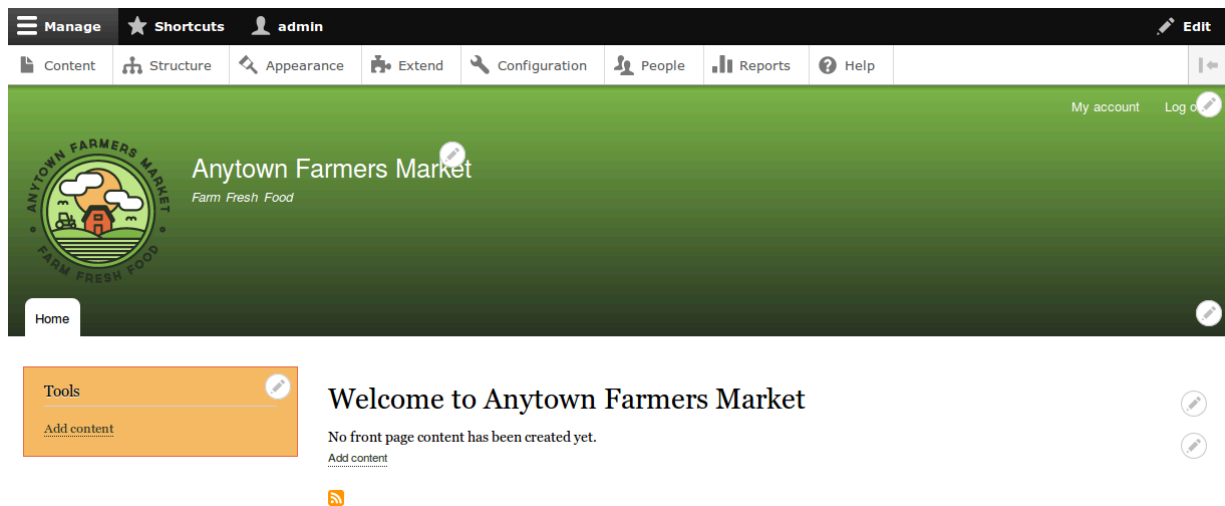 Manage Shortcuts admin Edit
Content Structure Appearance Extend Configuration People Reports Help
My account Log o
ANYTOWN FARMERS MARKET
FARM FRESH FOOD
Anytown Farmers Market
Farm Fresh Food
Home
Tools
Add content
Welcome to Anytown Farmers Market
No front page content has been created yet.
Add content